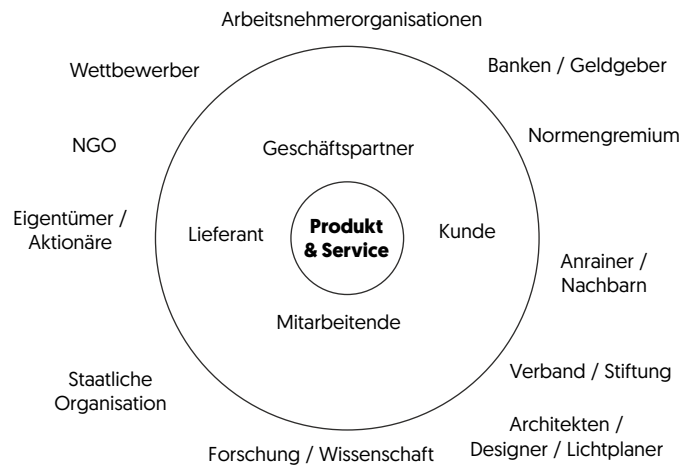 Arbeitsnehmerorganisationen
Wettbewerber
Banken / Geldgeber
NGO
Normengremium
Geschäftspartner
Eigentümer /
Aktionäre
Lieferant
Produkt
& Service
Kunde
Anrainer /
Nachbarn
Mitarbeitende
Staatliche
Organisation
Verband / Stiftung
Architekten /
Designer / Lichtplaner
Forschung / Wissenschaft